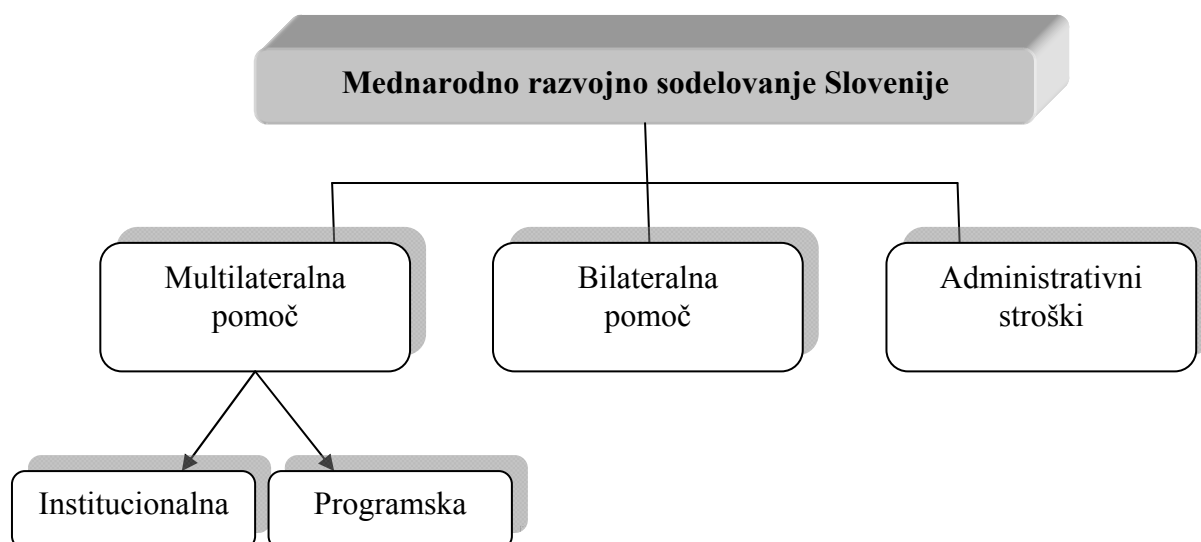 Mednarodno razvojno sodelovanje Slovenije
Multilateralna
pomoč
Bilateralna
pomoč
Administrativni
stroški
Institucionalna
Programska